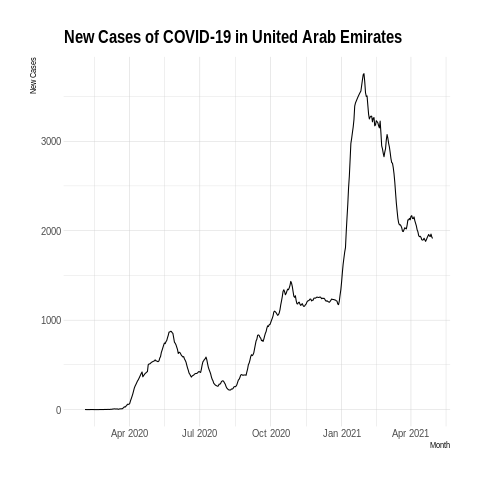 New Cases of COVID-19 in United Arab Emirates
New Cases
3000
2000
1000
0
Apr 2020 Jul 2020 Oct 2020 Jan 2021 Apr 2021
Month